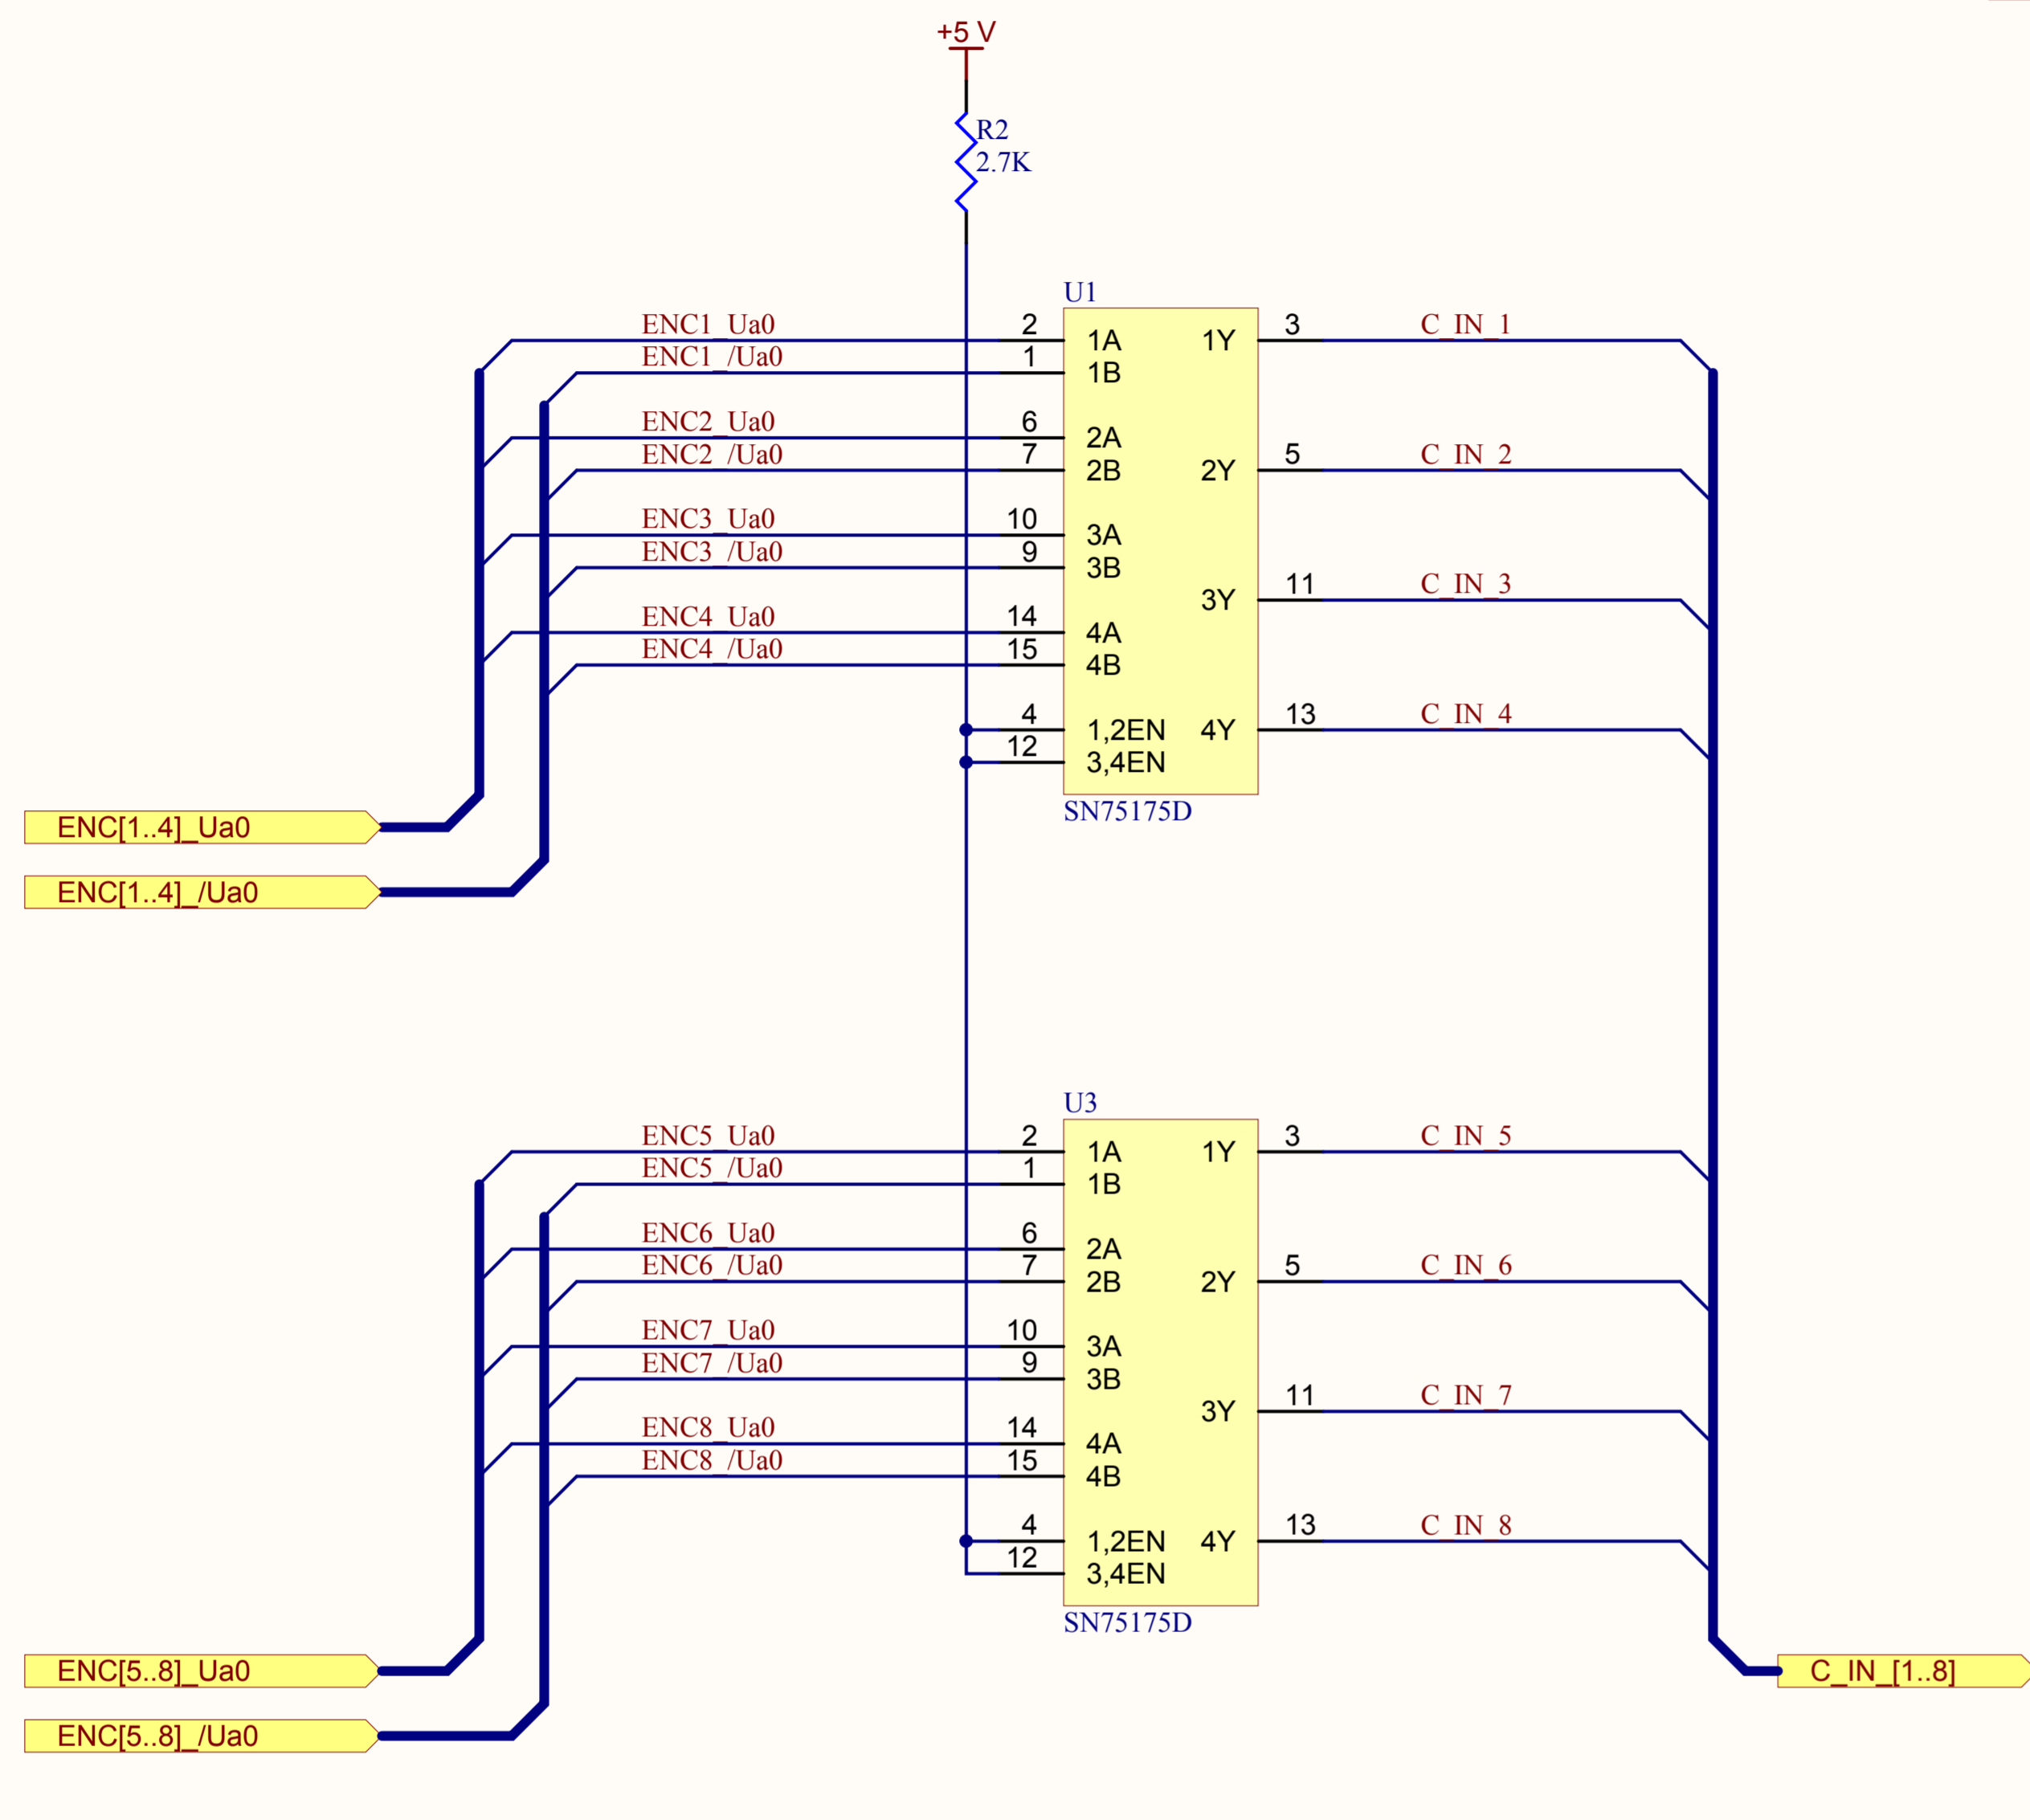 +5 V
R2
2.7K
U1
ENC1_Ua0 2 1A 1Y 3 C_IN_1
ENC1_/Ua0 1 1B
ENC2_Ua0 6 2A
ENC2_/Ua0 7 2B 2Y 5 C_IN_2
ENC3_Ua0 10 3A
ENC3_/Ua0 9 3B
3Y 11 C_IN_3
ENC4_Ua0 14 4A
ENC4_/Ua0 15 4B
4 1,2EN 4Y 13 C_IN_4
12 3,4EN
SN75175D
ENC[1..4]_Ua0
ENC[1..4]_/Ua0
U3
ENC5_Ua0 2 1A 1Y 3 C_IN_5
ENC5_/Ua0 1 1B
ENC6_Ua0 6 2A
ENC6_/Ua0 7 2B 2Y 5 C_IN_6
ENC7_Ua0 10 3A
ENC7_/Ua0 9 3B
3Y 11 C_IN_7
ENC8_Ua0 14 4A
ENC8_/Ua0 15 4B
4 1,2EN 4Y 13 C_IN_8
12 3,4EN
SN75175D
ENC[5..8]_Ua0
C_IN_[1..8]
ENC[5..8]_/Ua0